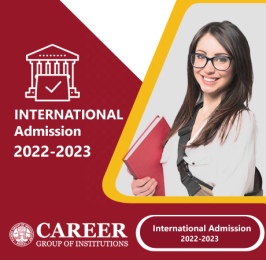 INTERNATIONAL
Admission
2022-2023
CAREER
GROUP OF INSTITUTIONS
International Admission
2022-2023